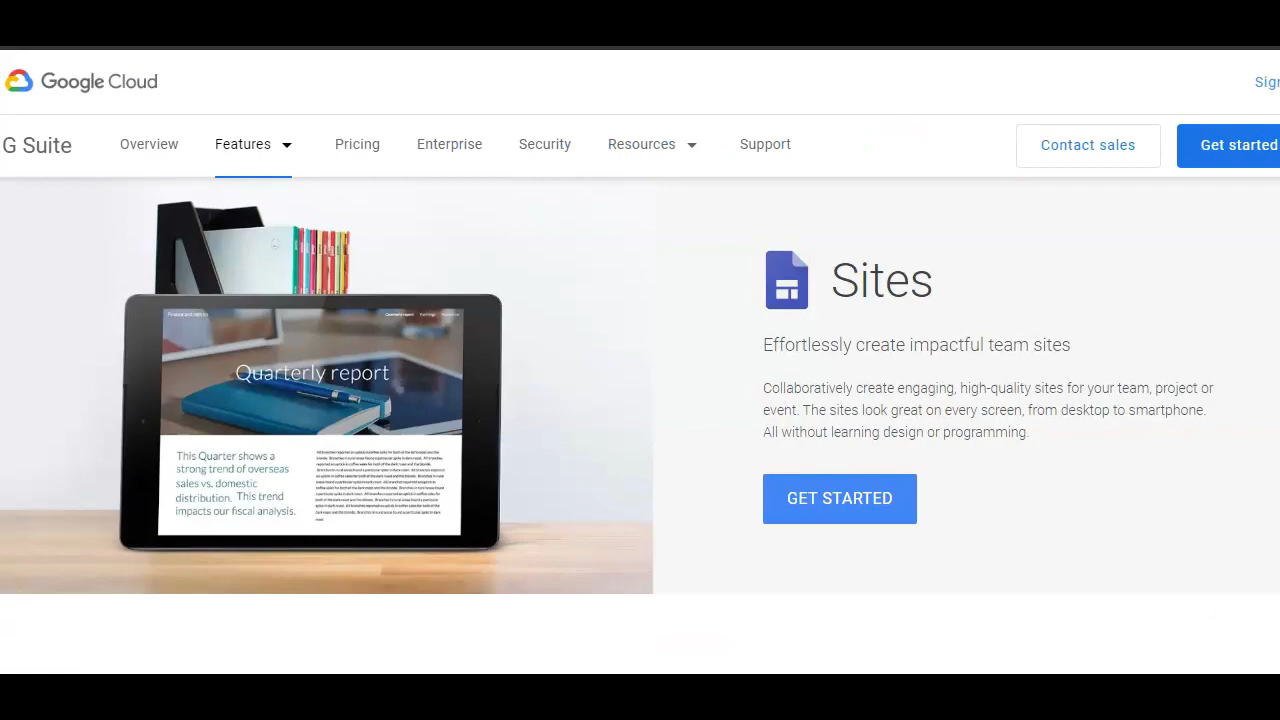 Google Cloud
Sign
G Suite
Overview
Features
Pricing
Enterprise
Security
Resources
Support
Contact sales
Get started
Sites
Effortlessly create impactful team sites
Collaboratively create engaging, high-quality sites for your team, project or
event. The sites look great on every screen, from desktop to smartphone.
All without learning design or programming.
GET STARTED
Quarterly report
Quarterly report
This Quarter shows a
strong trend of overseas
sales vs. domestic
distribution. This trend
impacts our fiscal analysis.